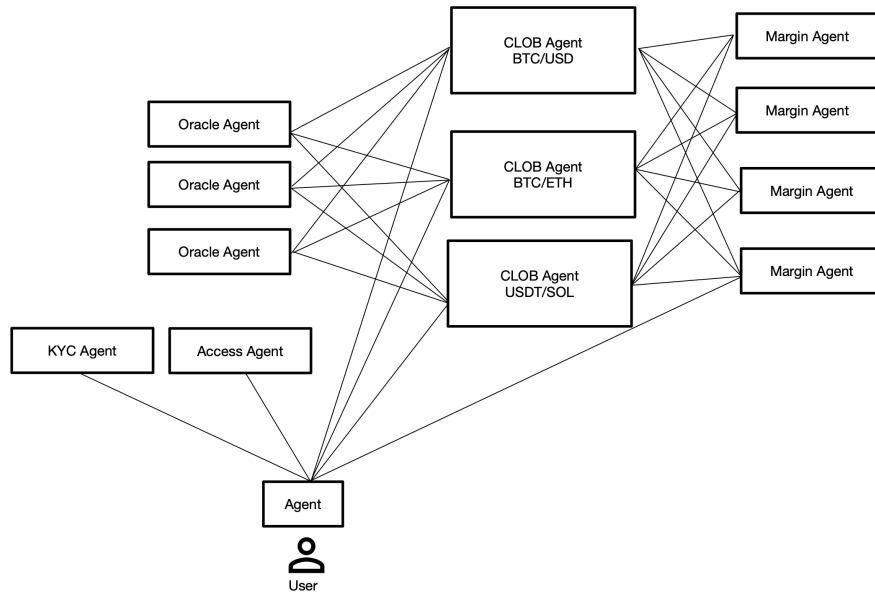 CLOB Agent
BTC/USD
Margin Agent
Margin Agent
Oracle Agent
CLOB Agent
BTC/ETH
Oracle Agent
Margin Agent
Oracle Agent
CLOB Agent
USDT/SOL
Margin Agent
KYC Agent
Access Agent
Agent
User